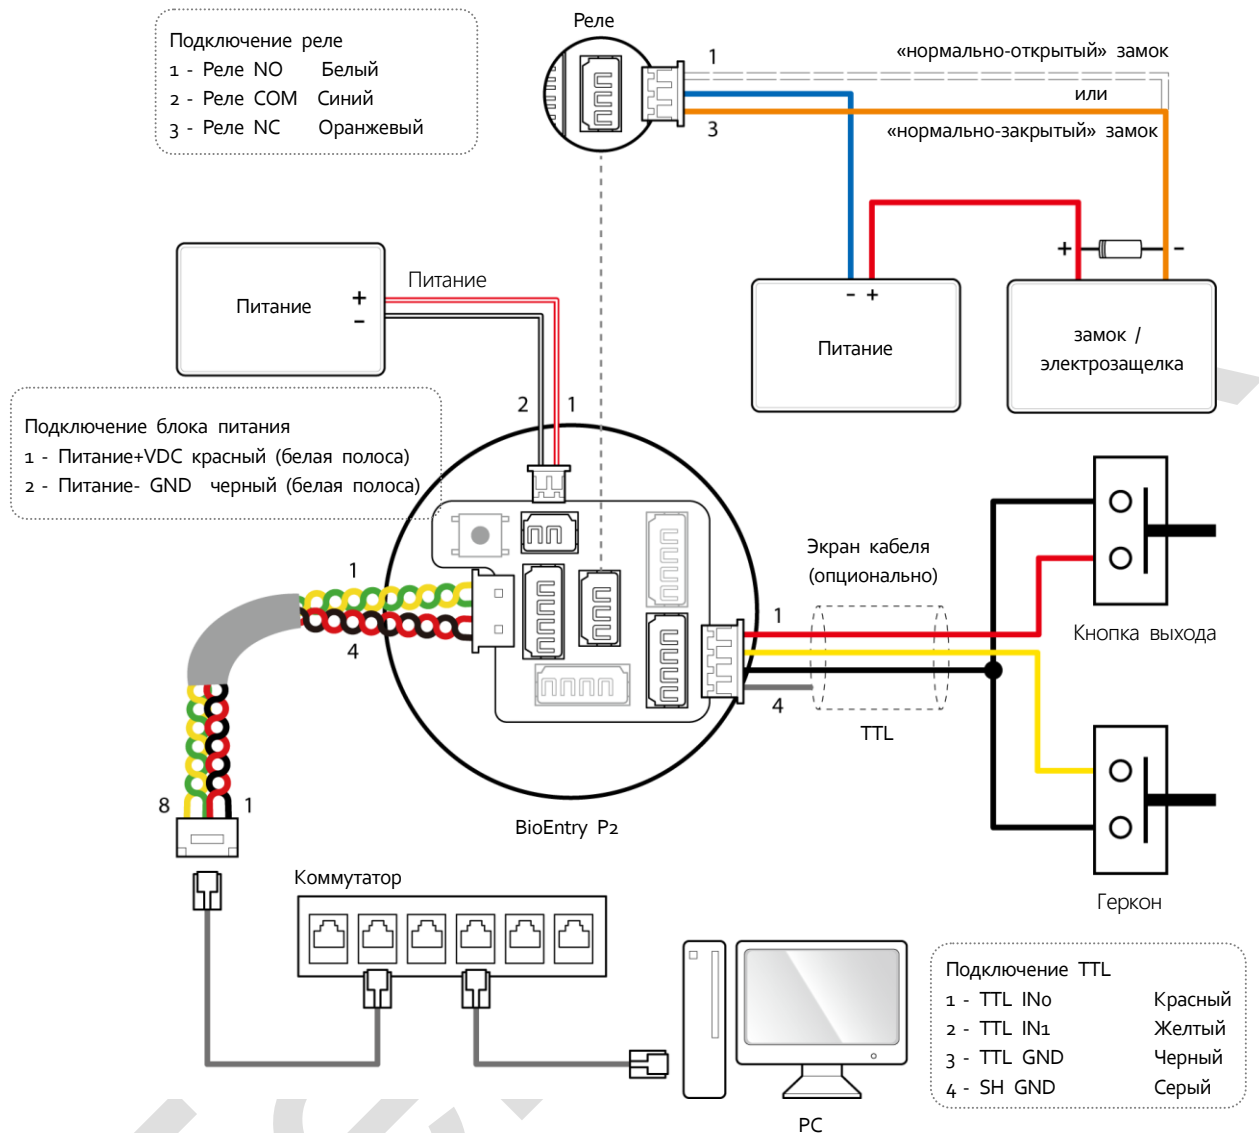 Реле
Подключение реле
1 - Реле NO Белый
2 - Реле COM Синий
3 - Реле NC Оранжевый
1
«нормально-открытый» замок
или
3
«нормально-закрытый» замок
+ -
Питание + -
Питание
- +
Питание
замок /
электрозащелка
2 1
Подключение блока питания
1 - Питание+VDC красный (белая полоса)
2 - Питание- GND черный (белая полоса)
Экран кабеля
(опционально)
1
4
1
4
TTL
Кнопка выхода
8 1
BioEntry P2
Геркон
Коммутатор
PC
Подключение TTL
1 - TTL IN0 Красный
2 - TTL IN1 Желтый
3 - TTL GND Черный
4 - SH GND Серый